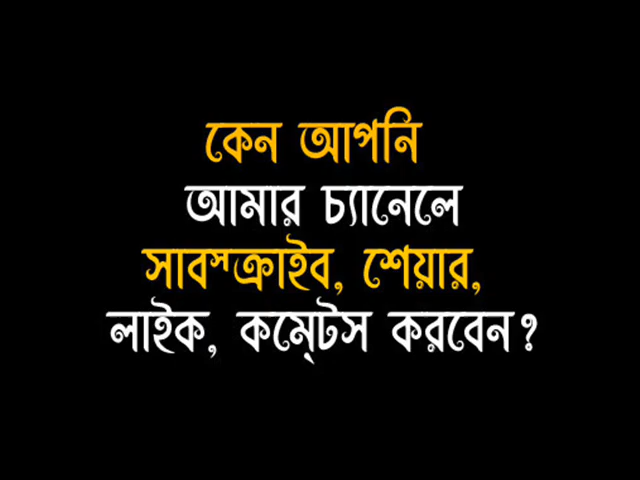 কেন আপনি
আমার চ্যানেলে
সাবস্ক্রাইব, শেয়ার,
লাইক, কমে্টস করবেন?